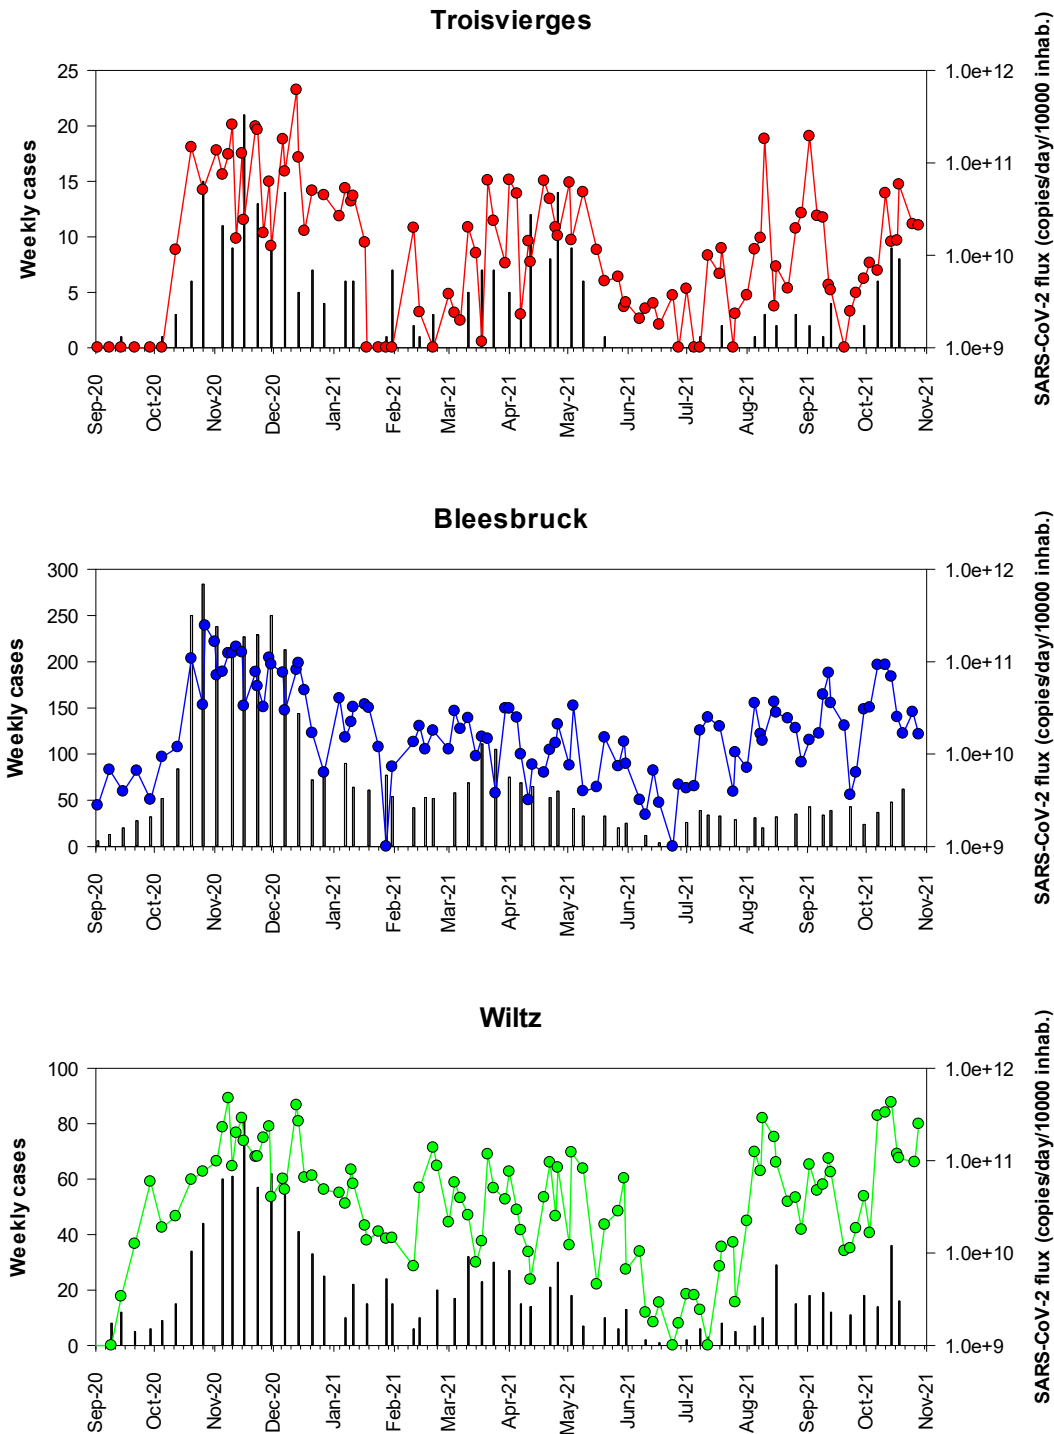 Troisvierges
Weekly cases
SARS-CoV-2 flux (copies/day/10000 inhab.)
25
20
15
10
5
0
1.0e+12
1.0e+11
1.0e+10
1.0e+9
Sep-20
Oct-20
Nov-20
Dec-20
Jan-21
Feb-21
Mar-21
Apr-21
May-21
Jun-21
Jul-21
Aug-21
Sep-21
Oct-21
Nov-21
Bleesbruck
Weekly cases
SARS-CoV-2 flux (copies/day/10000 inhab.)
300
250
200
150
100
50
0
1.0e+12
1.0e+11
1.0e+10
1.0e+9
Sep-20
Oct-20
Nov-20
Dec-20
Jan-21
Feb-21
Mar-21
Apr-21
May-21
Jun-21
Jul-21
Aug-21
Sep-21
Oct-21
Nov-21
Wiltz
Weekly cases
SARS-CoV-2 flux (copies/day/10000 inhab.)
100
80
60
40
20
0
1.0e+12
1.0e+11
1.0e+10
1.0e+9
Sep-20
Oct-20
Nov-20
Dec-20
Jan-21
Feb-21
Mar-21
Apr-21
May-21
Jun-21
Jul-21
Aug-21
Sep-21
Oct-21
Nov-21